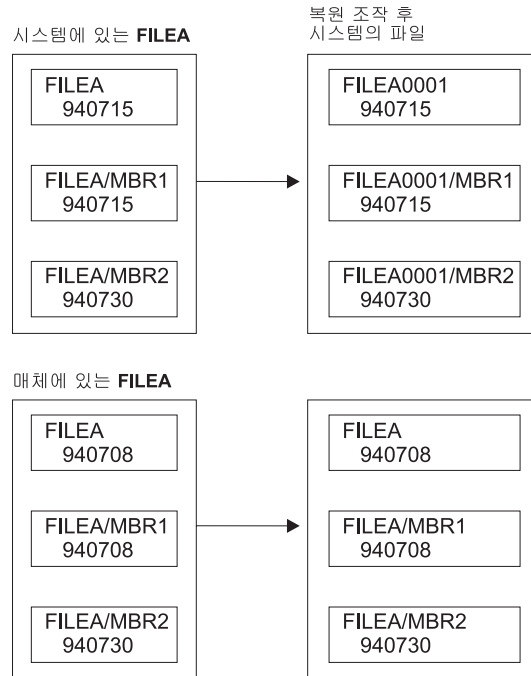 시스템에 있는 FILEA
복원 조작 후
시스템의 파일
FILEA
940715
FILEA/MBR1
940715
FILEA/MBR2
940730
FILEA0001
940715
FILEA0001/MBR1
940715
FILEA0001/MBR2
940730
매체에 있는 FILEA
FILEA
940708
FILEA/MBR1
940708
FILEA/MBR2
940730
FILEA
940708
FILEA/MBR1
940708
FILEA/MBR2
940730